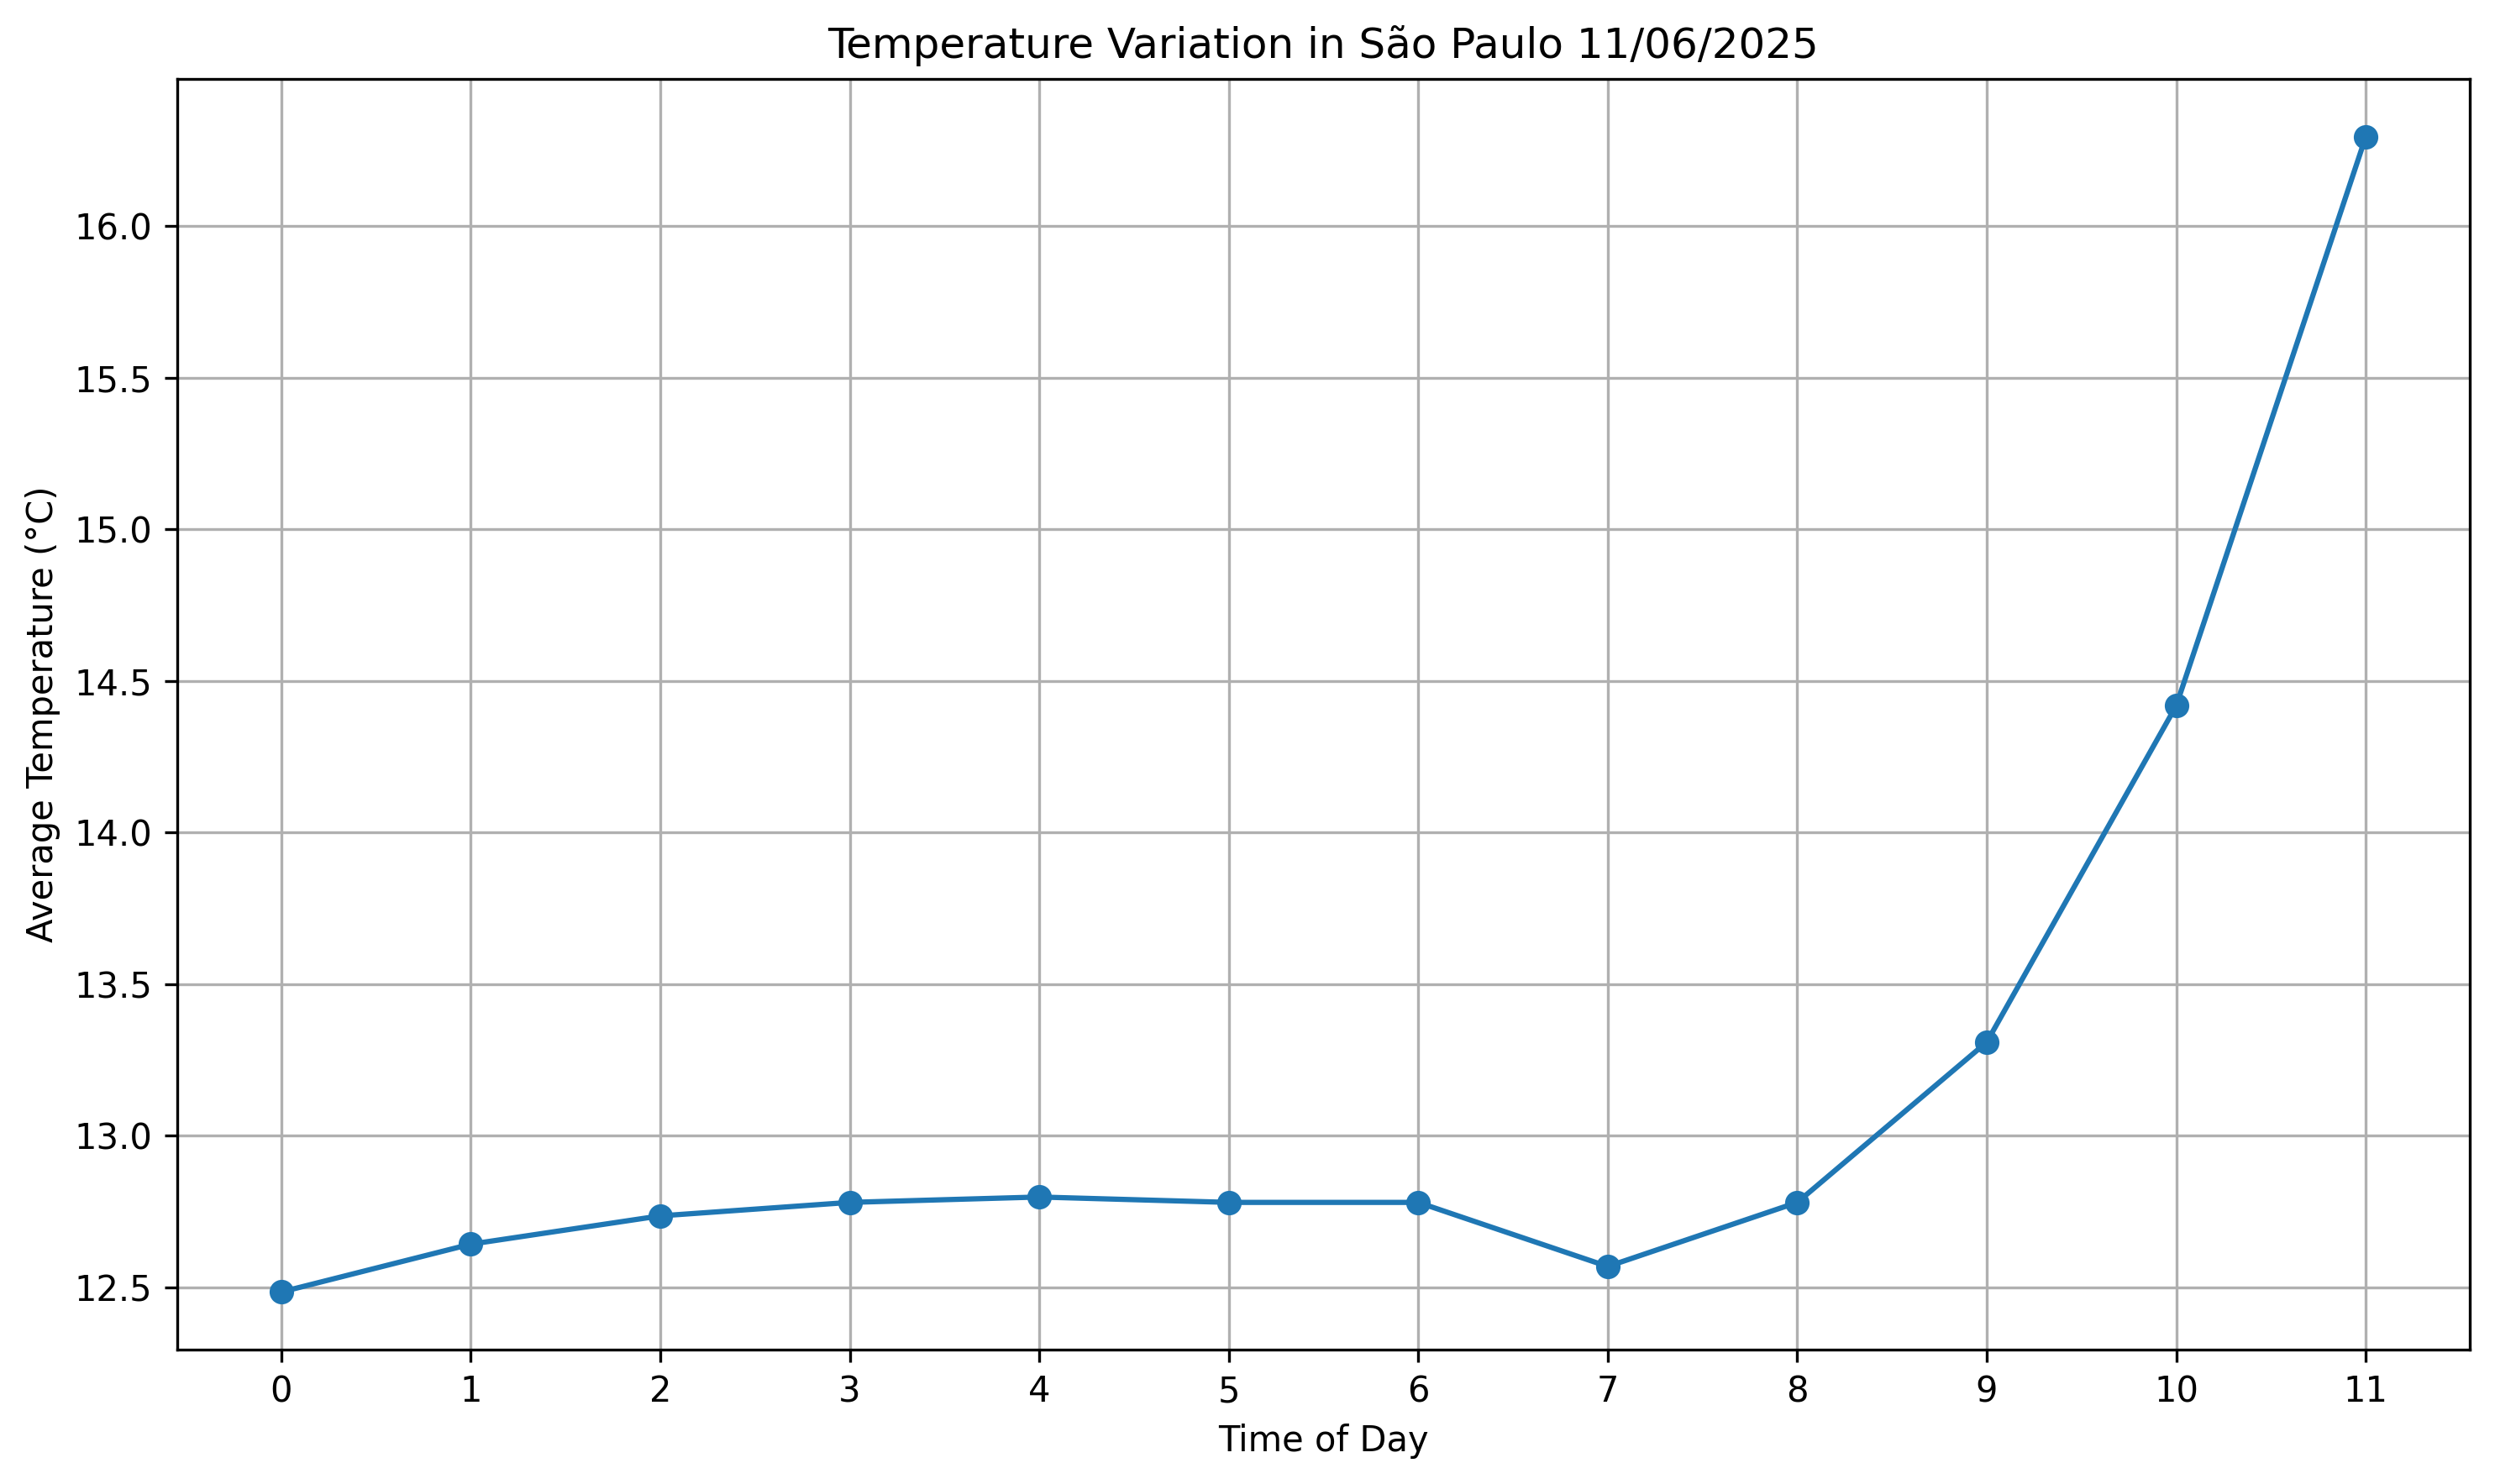 Temperature Variation in São Paulo 11/06/2025
Average Temperature (°C)
16.0
15.5
15.0
14.5
14.0
13.5
13.0
12.5
0 1 2 3 4 5 6 7 8 9 10 11
Time of Day